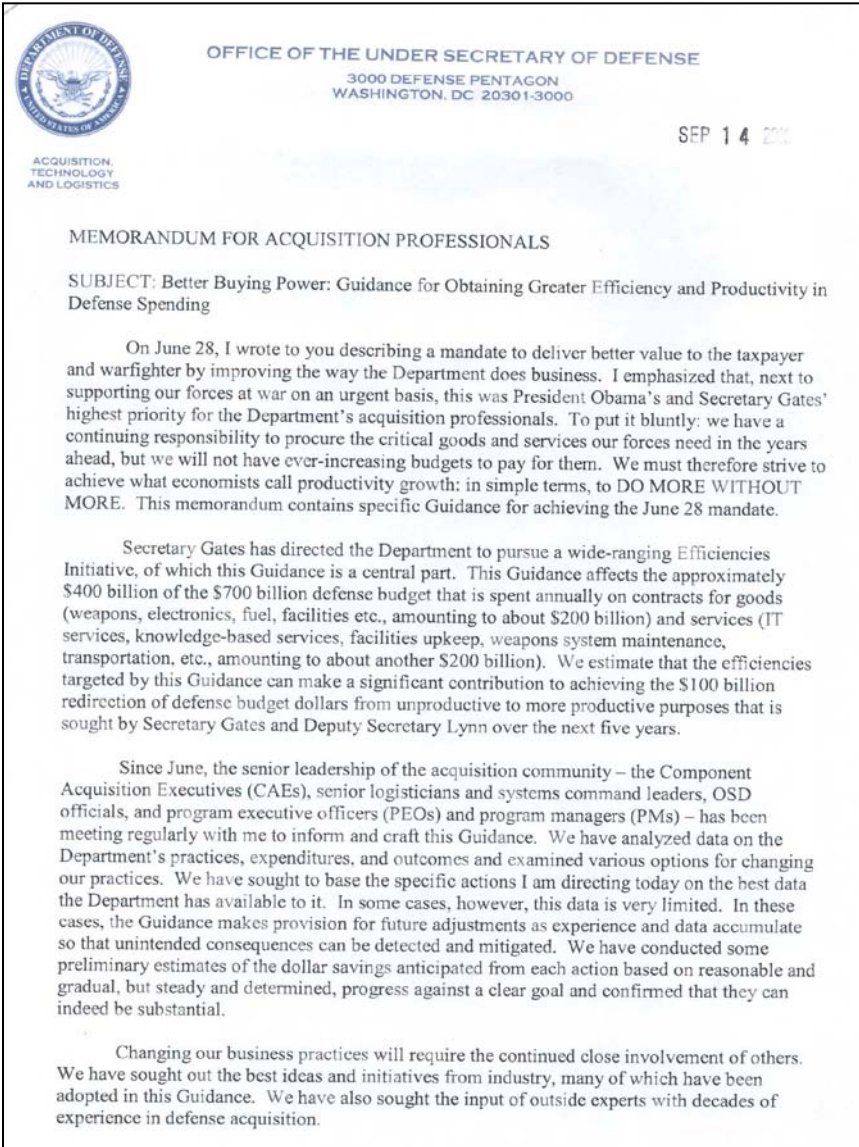 DEPARTMENT OF DEFENSE
UNITED STATES OF AMERICA
OFFICE OF THE UNDER SECRETARY OF DEFENSE
3000 DEFENSE PENTAGON
WASHINGTON, DC 20301-3000
SEP 14
ACQUISITION,
TECHNOLOGY
AND LOGISTICS
MEMORANDUM FOR ACQUISITION PROFESSIONALS
SUBJECT: Better Buying Power: Guidance for Obtaining Greater Efficiency and Productivity in
Defense Spending
On June 28, I wrote to you describing a mandate to deliver better value to the taxpayer
and warfighter by improving the way the Department does business. I emphasized that, next to
supporting our forces at war on an urgent basis, this was President Obama's and Secretary Gates'
highest priority for the Department's acquisition professionals. To put it bluntly: we have a
continuing responsibility to procure the critical goods and services our forces need in the years
ahead, but we will not have ever-increasing budgets to pay for them. We must therefore strive to
achieve what economists call productivity growth: in simple terms, to DO MORE WITHOUT
MORE. This memorandum contains specific Guidance for achieving the June 28 mandate.
Secretary Gates has directed the Department to pursue a wide-ranging Efficiencies
Initiative, of which this Guidance is a central part. This Guidance affects the approximately
$400 billion of the $700 billion defense budget that is spent annually on contracts for goods
(weapons, electronics, fuel, facilities etc., amounting to about $200 billion) and services (IT
services, knowledge-based services, facilities upkeep, weapons system maintenance,
transportation, etc., amounting to about another $200 billion). We estimate that the efficiencies
targeted by this Guidance can make a significant contribution to achieving the $100 billion
redirection of defense budget dollars from unproductive to more productive purposes that is
sought by Secretary Gates and Deputy Secretary Lynn over the next five years.
Since June, the senior leadership of the acquisition community – the Component
Acquisition Executives (CAEs), senior logisticians and systems command leaders, OSD
officials, and program executive officers (PEOs) and program managers (PMs) – has been
meeting regularly with me to inform and craft this Guidance. We have analyzed data on the
Department's practices, expenditures, and outcomes and examined various options for changing
our practices. We have sought to base the specific actions I am directing today on the best data
the Department has available to it. In some cases, however, this data is very limited. In these
cases, the Guidance makes provision for future adjustments as experience and data accumulate
so that unintended consequences can be detected and mitigated. We have conducted some
preliminary estimates of the dollar savings anticipated from each action based on reasonable and
gradual, but steady and determined, progress against a clear goal and confirmed that they can
indeed be substantial.
Changing our business practices will require the continued close involvement of others.
We have sought out the best ideas and initiatives from industry, many of which have been
adopted in this Guidance. We have also sought the input of outside experts with decades of
experience in defense acquisition.